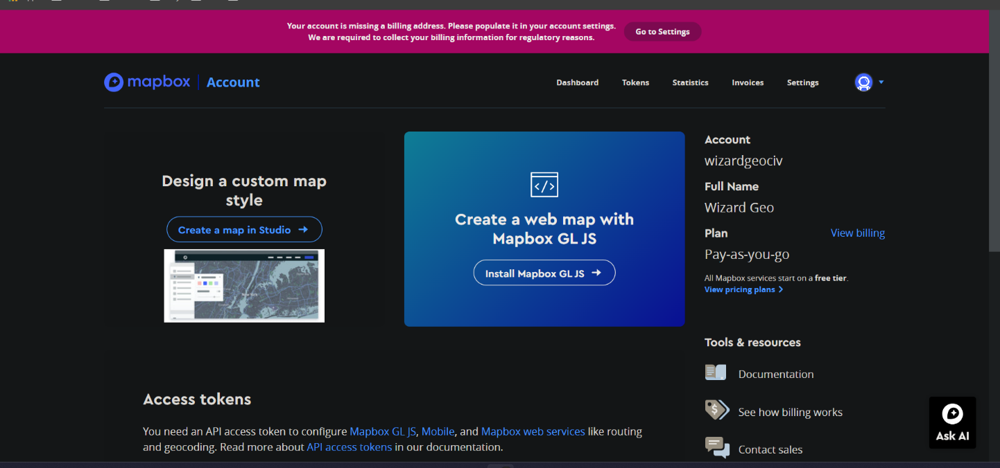 Your account is missing a billing address. Please populate it in your account settings.
We are required to collect your billing information for regulatory reasons.
Go to Settings
mapbox
Account
Dashboard
Tokens
Statistics
Invoices
Settings
Design a custom map
style
Create a map in Studio
Create a web map with
Mapbox GL JS
Install Mapbox GL JS
Account
wizardgeociv
Full Name
Wizard Geo
Plan
View billing
Pay-as-you-go
All Mapbox services start on a free tier.
View pricing plans
Tools & resources
Documentation
See how billing works
Contact sales
Access tokens
You need an API access token to configure Mapbox GL JS, Mobile, and Mapbox web services like routing
and geocoding. Read more about API access tokens in our documentation.
Ask AI